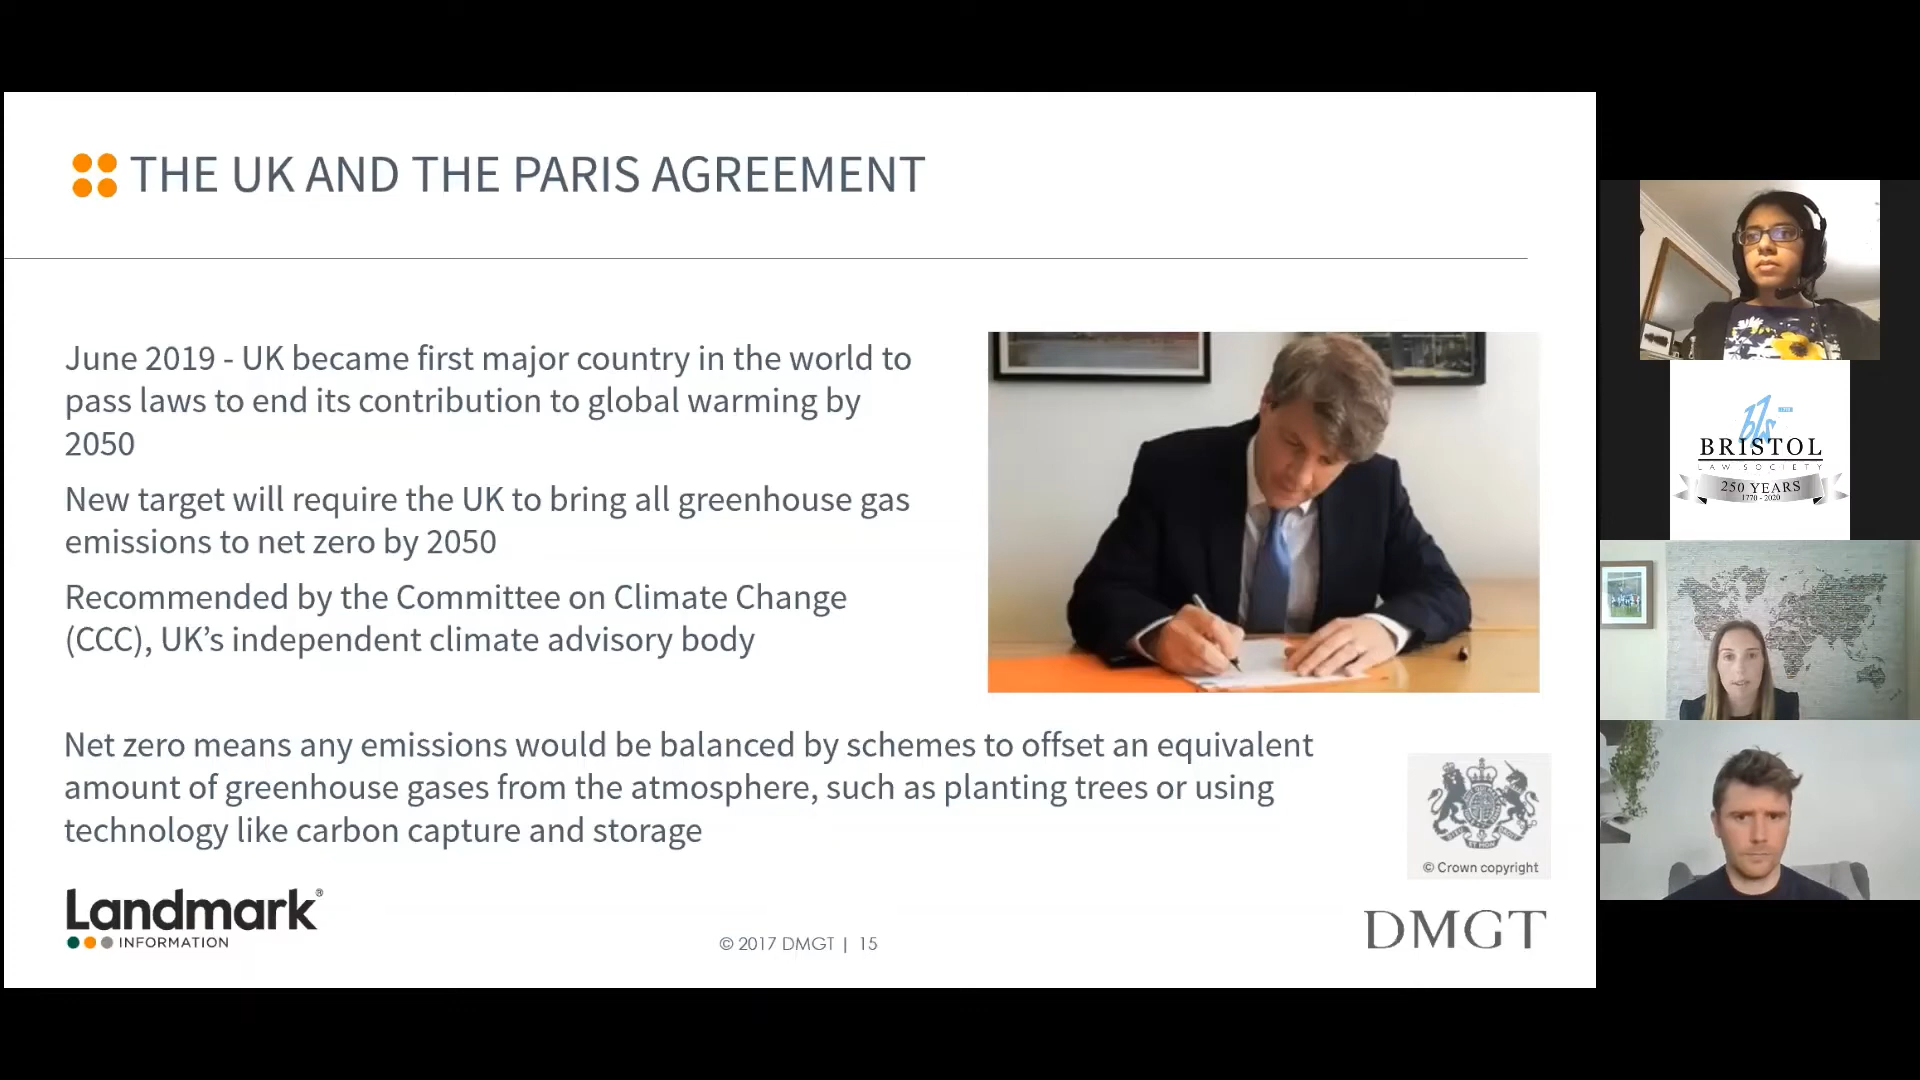 THE UK AND THE PARIS AGREEMENT
June 2019 - UK became first major country in the world to
pass laws to end its contribution to global warming by
2050
New target will require the UK to bring all greenhouse gas
emissions to net zero by 2050
Recommended by the Committee on Climate Change
(CCC), UK’s independent climate advisory body
Net zero means any emissions would be balanced by schemes to offset an equivalent
amount of greenhouse gases from the atmosphere, such as planting trees or using
technology like carbon capture and storage
© Crown copyright
Landmark®
INFORMATION
© 2017 DMGT | 15
DMGT
bls
BRISTOL
LAW SOCIETY
250 YEARS
1770 - 2020